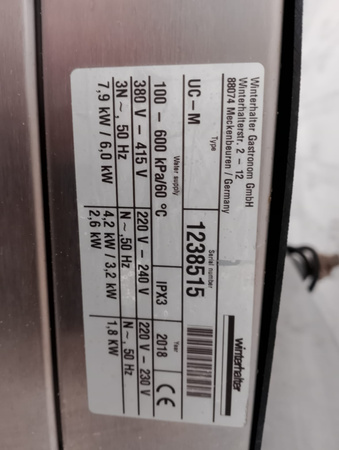 Winterhalter Gastronom GmbH
Winterhalterstr. 2 – 12
88074 Meckenbeuren / Germany
winterhalter
Type
UC – M
Serial number
1238515
Water supply
100 – 600 kPa/60 °C
IPX3
Year
2018
CE
380 V – 415 V
3N ~, 50 Hz
7,9 kW / 6,0 kW
220 V – 240 V
N ~, 50 Hz
4,2 kW / 3,2 kW
2,6 kW
220 V – 230 V
N ~, 50 Hz
1,8 kW